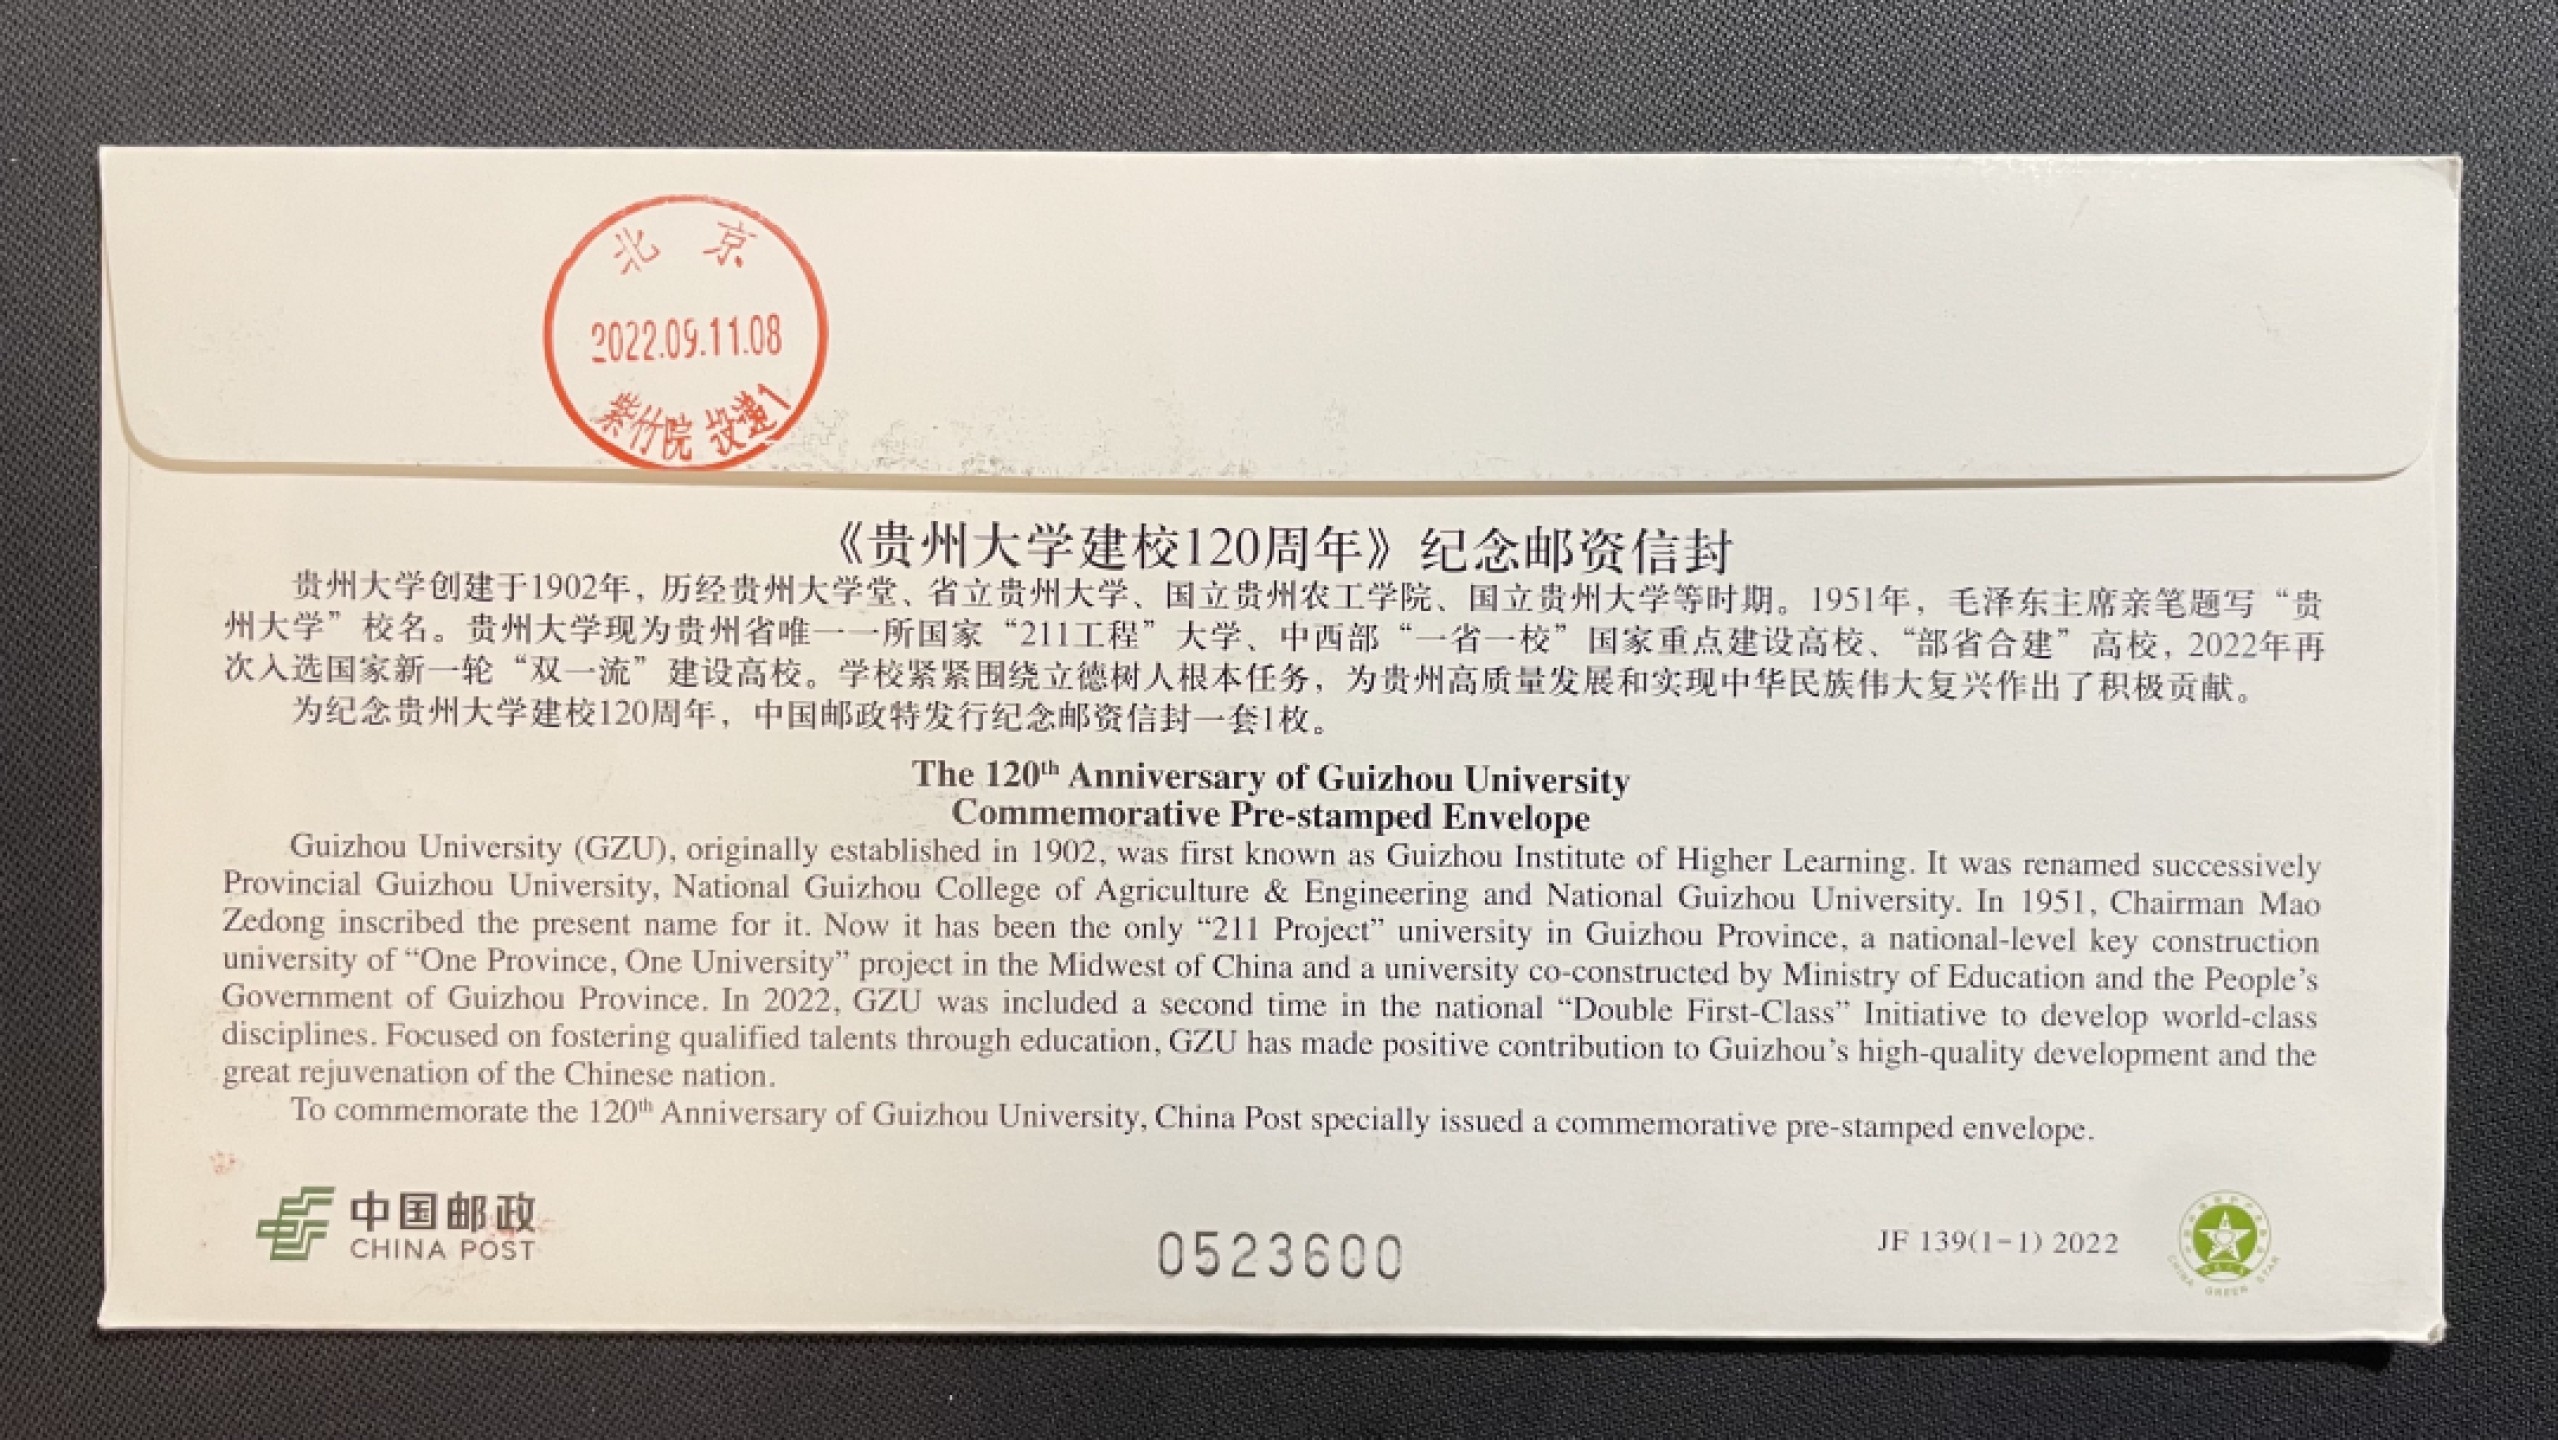 北 京
2022.09.11.08
紫竹院 投递1
《贵州大学建校120周年》纪念邮资信封
贵州大学创建于1902年，历经贵州大学堂、省立贵州大学、国立贵州农工学院、国立贵州大学等时期。1951年，毛泽东主席亲笔题写“贵
州大学”校名。贵州大学现为贵州省唯一一所国家“211工程”大学、中西部“一省一校”国家重点建设高校、“部省合建”高校，2022年再
次入选国家新一轮“双一流”建设高校。学校紧紧围绕立德树人根本任务，为贵州高质量发展和实现中华民族伟大复兴作出了积极贡献。
为纪念贵州大学建校120周年，中国邮政特发行纪念邮资信封一套1枚。
The 120th Anniversary of Guizhou University
Commemorative Pre-stamped Envelope
Guizhou University (GZU), originally established in 1902, was first known as Guizhou Institute of Higher Learning. It was renamed successively
Provincial Guizhou University, National Guizhou College of Agriculture & Engineering and National Guizhou University. In 1951, Chairman Mao
Zedong inscribed the present name for it. Now it has been the only “211 Project” university in Guizhou Province, a national-level key construction
university of “One Province, One University” project in the Midwest of China and a university co-constructed by Ministry of Education and the People’s
Government of Guizhou Province. In 2022, GZU was included a second time in the national “Double First-Class” Initiative to develop world-class
disciplines. Focused on fostering qualified talents through education, GZU has made positive contribution to Guizhou’s high-quality development and the
great rejuvenation of the Chinese nation.
To commemorate the 120th Anniversary of Guizhou University, China Post specially issued a commemorative pre-stamped envelope.
中国邮政
CHINA POST
0523600
JF 139(1-1) 2022
CHINA GREEN STAR